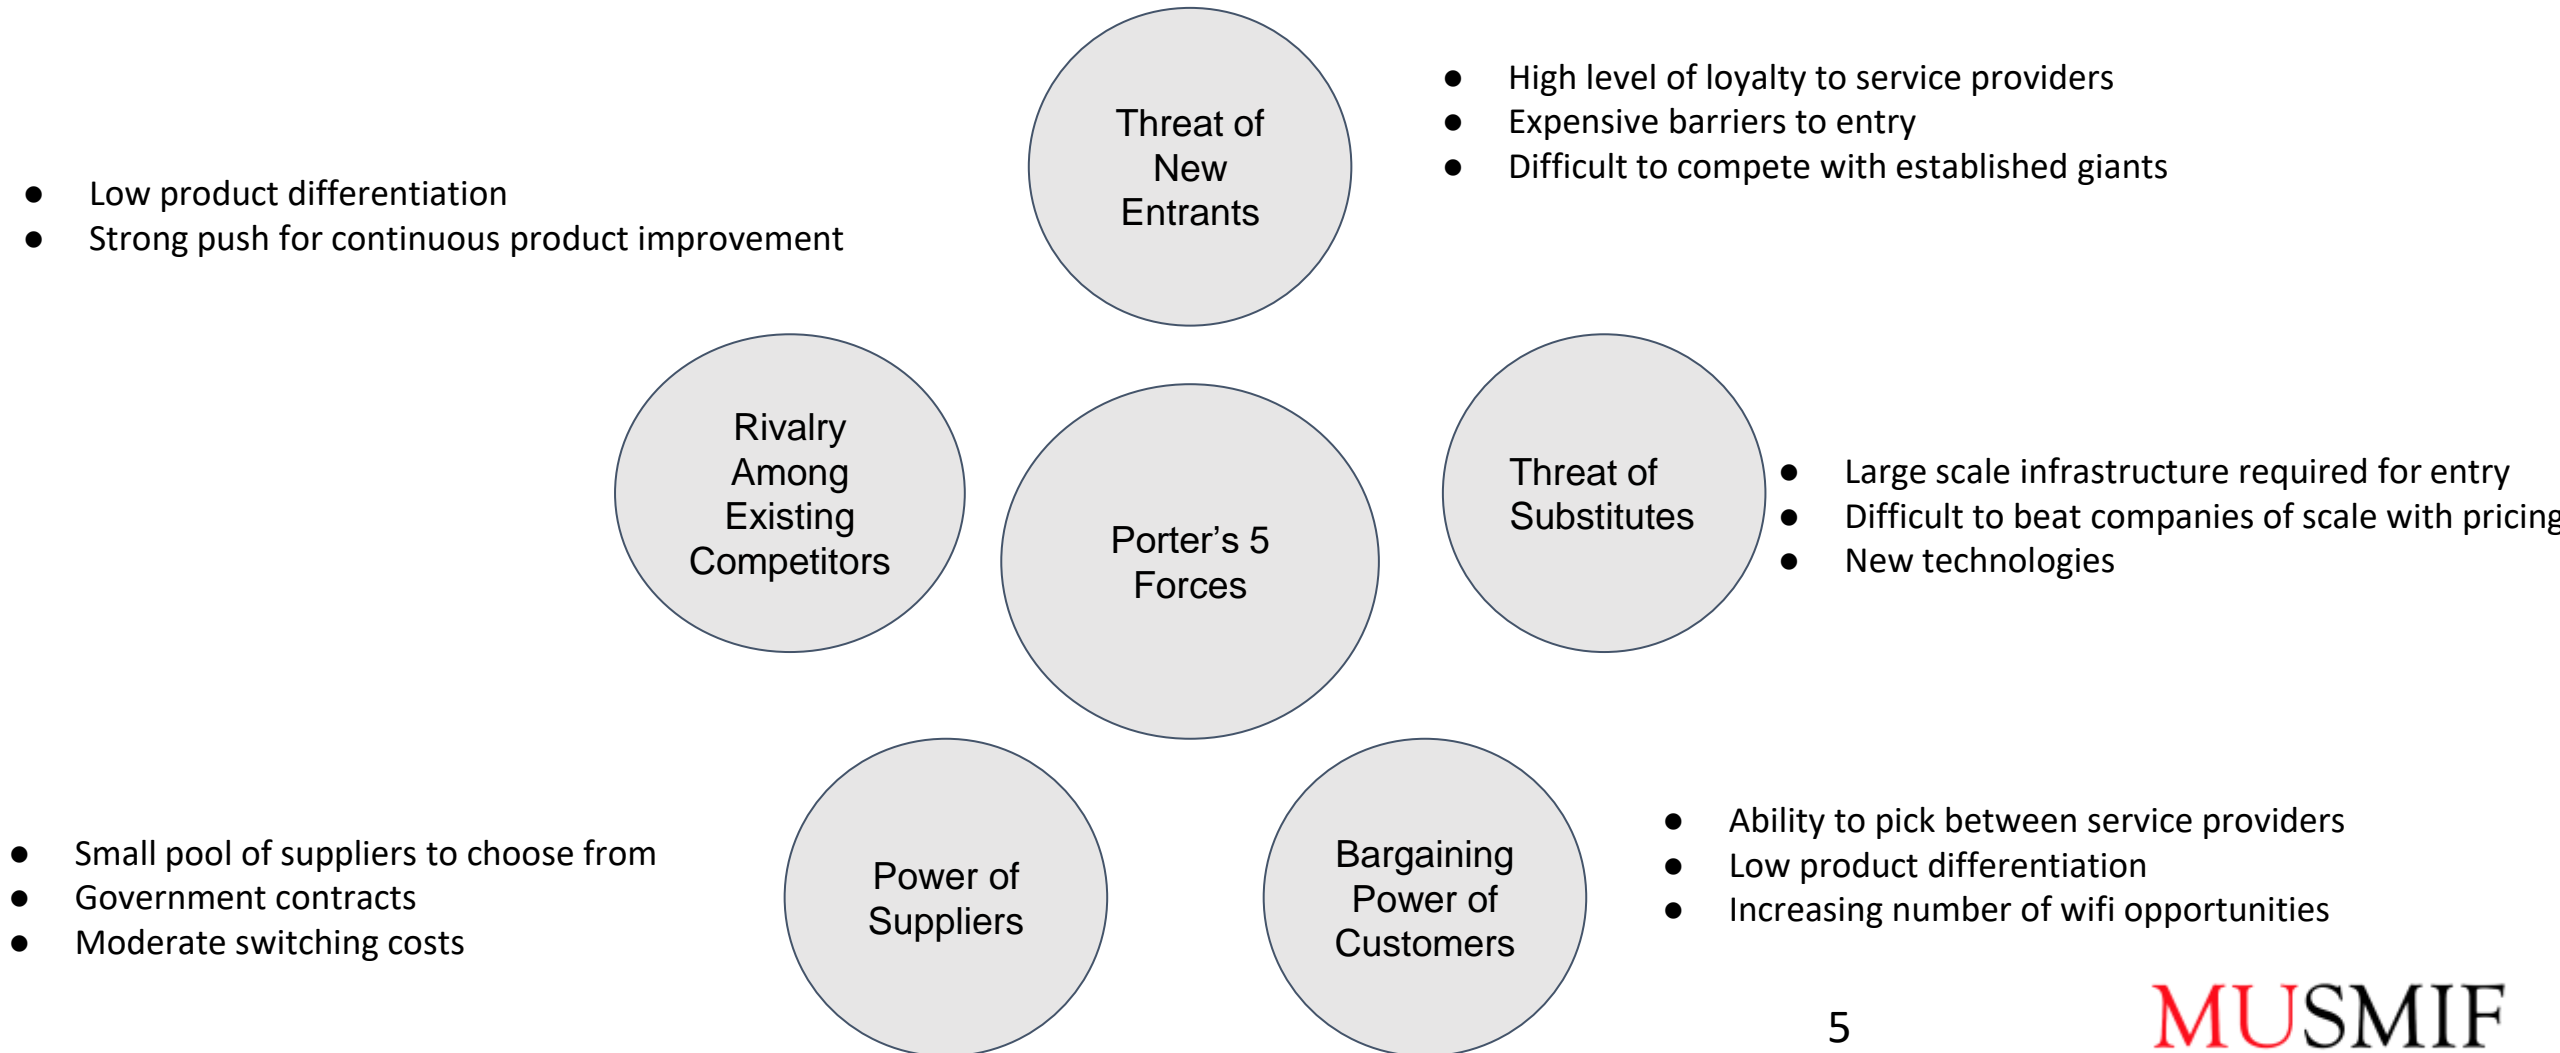 Threat of
New
Entrants
● High level of loyalty to service providers
● Expensive barriers to entry
● Difficult to compete with established giants
● Low product differentiation
● Strong push for continuous product improvement
Rivalry
Among
Existing
Competitors
Porter’s 5
Forces
Threat of
Substitutes
● Large scale infrastructure required for entry
● Difficult to beat companies of scale with pricing
● New technologies
● Small pool of suppliers to choose from
● Government contracts
● Moderate switching costs
Power of
Suppliers
Bargaining
Power of
Customers
● Ability to pick between service providers
● Low product differentiation
● Increasing number of wifi opportunities
5
MUSMIF